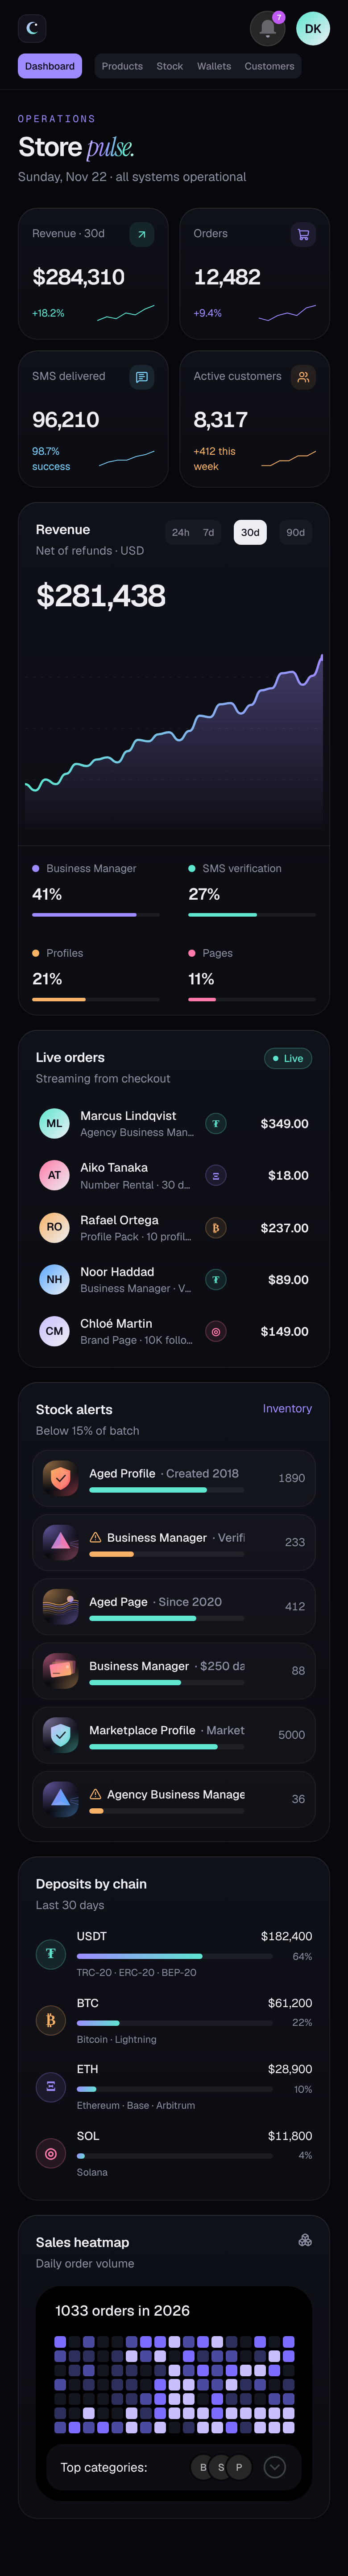 7
DK
Dashboard
Products Stock Wallets Customers
OPERATIONS
Store pulse.
Sunday, Nov 22 · all systems operational
Revenue · 30d
$284,310
+18.2%
Orders
12,482
+9.4%
SMS delivered
96,210
98.7%
success
Active customers
8,317
+412 this
week
Revenue
24h 7d 30d 90d
Net of refunds · USD
$281,438
Business Manager
41%
SMS verification
27%
Profiles
21%
Pages
11%
Live orders
Live
Streaming from checkout
ML
Marcus Lindqvist
Agency Business Man...
₮
$349.00
AT
Aiko Tanaka
Number Rental · 30 d...
Ξ
$18.00
RO
Rafael Ortega
Profile Pack · 10 profil...
₿
$237.00
NH
Noor Haddad
Business Manager · V...
₮
$89.00
CM
Chloé Martin
Brand Page · 10K follo...
◎
$149.00
Stock alerts
Inventory
Below 15% of batch
Aged Profile · Created 2018
1890
Business Manager · Verifi
233
Aged Page · Since 2020
412
Business Manager · $250 da
88
Marketplace Profile · Market
5000
Agency Business Manage
36
Deposits by chain
Last 30 days
₮
USDT
$182,400
64%
TRC-20 · ERC-20 · BEP-20
₿
BTC
$61,200
22%
Bitcoin · Lightning
Ξ
ETH
$28,900
10%
Ethereum · Base · Arbitrum
◎
SOL
$11,800
4%
Solana
Sales heatmap
Daily order volume
1033 orders in 2026
Top categories:
B S P